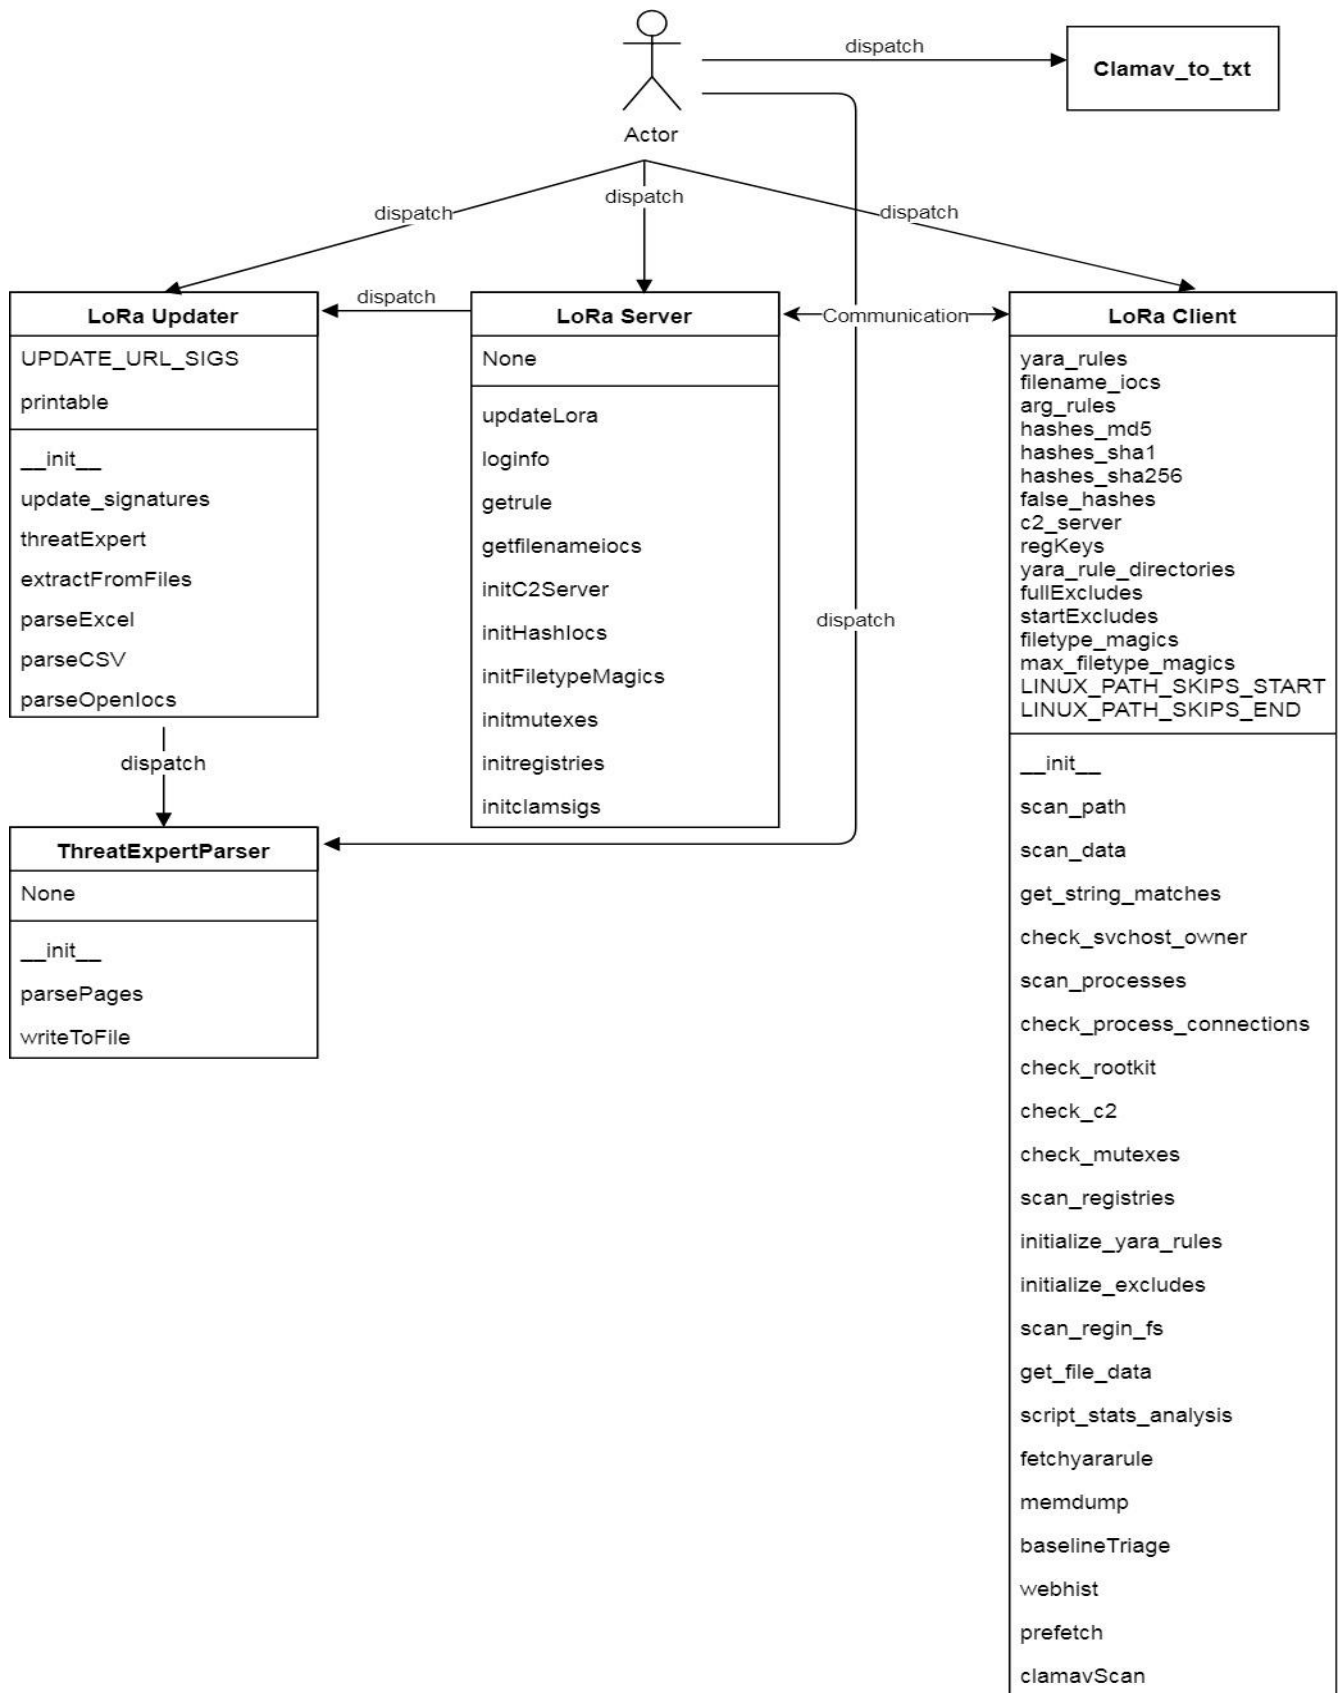 dispatch
Clamav_to_txt
Actor
dispatch
dispatch
dispatch
LoRa Updater
UPDATE_URL_SIGS
printable
__init__
update_signatures
threatExpert
extractFromFiles
parseExcel
parseCSV
parseOpenIocs
dispatch
LoRa Server
None
updateLora
loginfo
getrule
getfilenameiocs
initC2Server
initHashIocs
initFiletypeMagics
initmutexes
initregistries
initclamsigs
Communication
LoRa Client
yara_rules
filename_iocs
arg_rules
hashes_md5
hashes_sha1
hashes_sha256
false_hashes
c2_server
regKeys
yara_rule_directories
fullExcludes
startExcludes
filetype_magics
max_filetype_magics
LINUX_PATH_SKIPS_START
LINUX_PATH_SKIPS_END
__init__
scan_path
scan_data
get_string_matches
check_svchost_owner
scan_processes
check_process_connections
check_rootkit
check_c2
check_mutexes
scan_registries
initialize_yara_rules
initialize_excludes
scan_regin_fs
get_file_data
script_stats_analysis
fetchyararule
memdump
baselineTriage
webhist
prefetch
clamavScan
dispatch
dispatch
ThreatExpertParser
None
__init__
parsePages
writeToFile